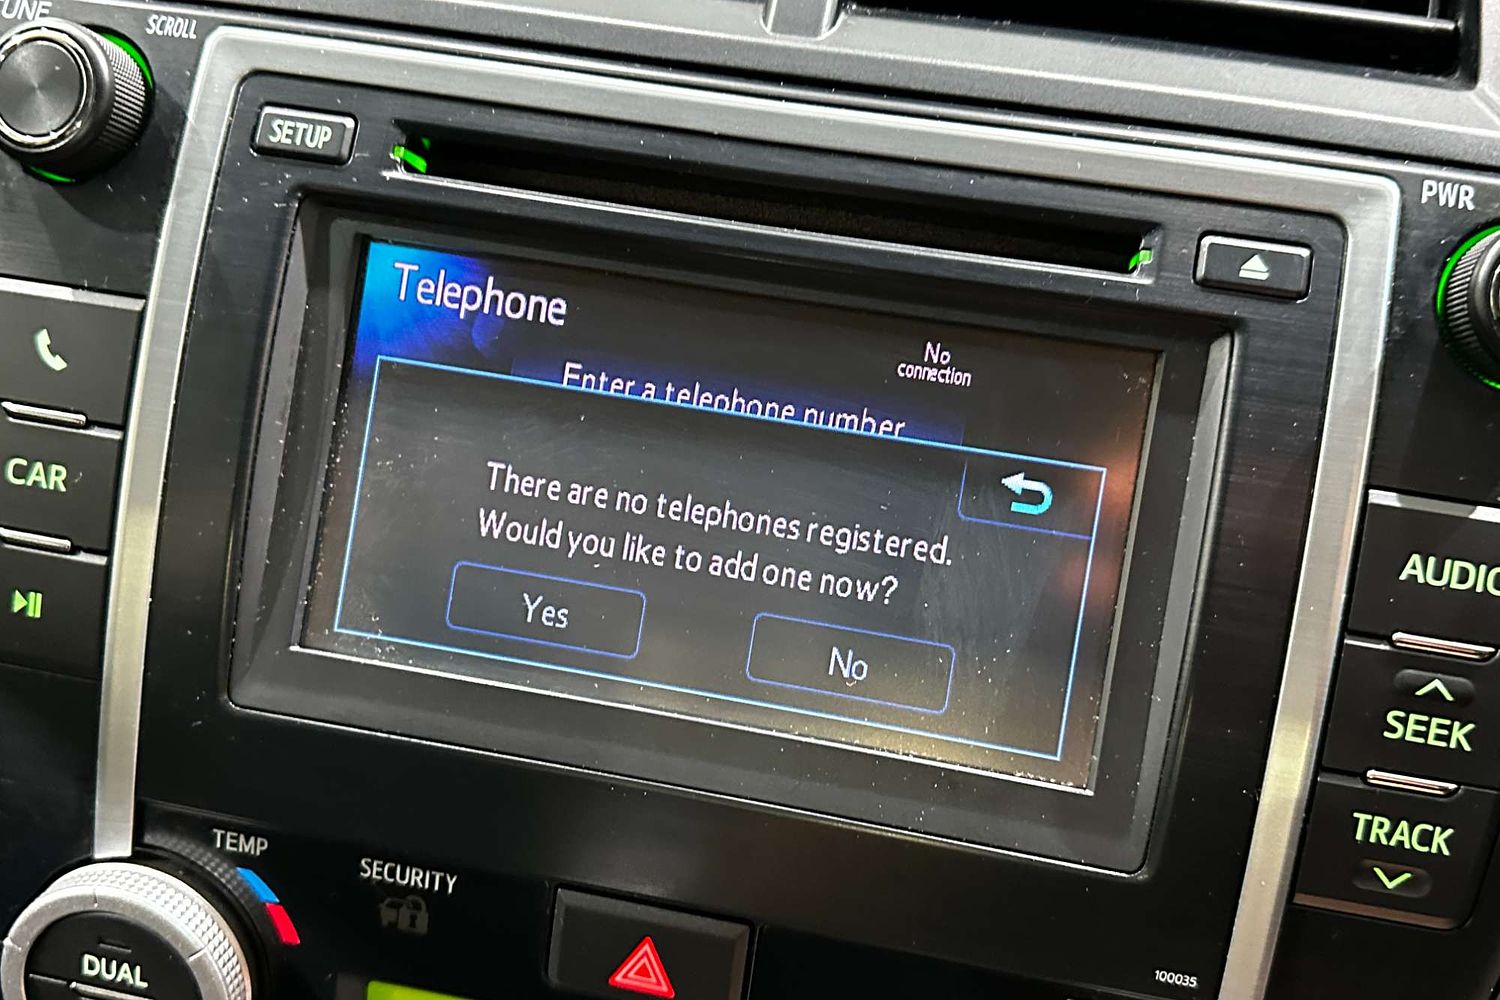 SCROLL
SETUP
PWR
Telephone
No
connection
Enter a telephone number
There are no telephones registered.
Would you like to add one now?
Yes
No
CAR
AUDIO
SEEK
TRACK
TEMP
SECURITY
DUAL
100035